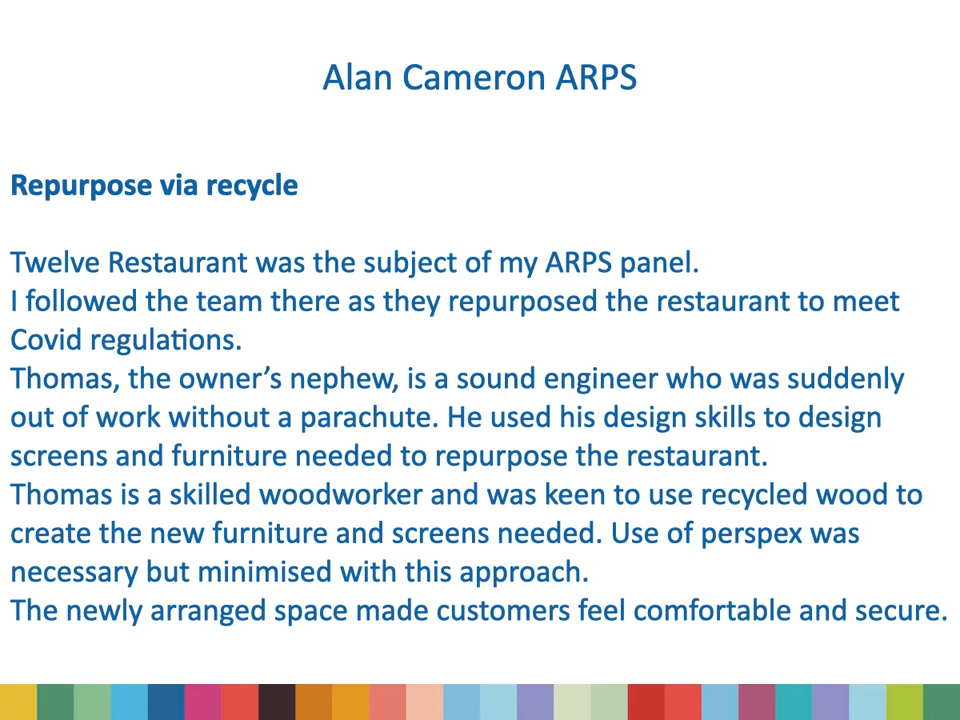 Alan Cameron ARPS
Repurpose via recycle
Twelve Restaurant was the subject of my ARPS panel.
I followed the team there as they repurposed the restaurant to meet
Covid regulations.
Thomas, the owner’s nephew, is a sound engineer who was suddenly
out of work without a parachute. He used his design skills to design
screens and furniture needed to repurpose the restaurant.
Thomas is a skilled woodworker and was keen to use recycled wood to
create the new furniture and screens needed. Use of perspex was
necessary but minimised with this approach.
The newly arranged space made customers feel comfortable and secure.